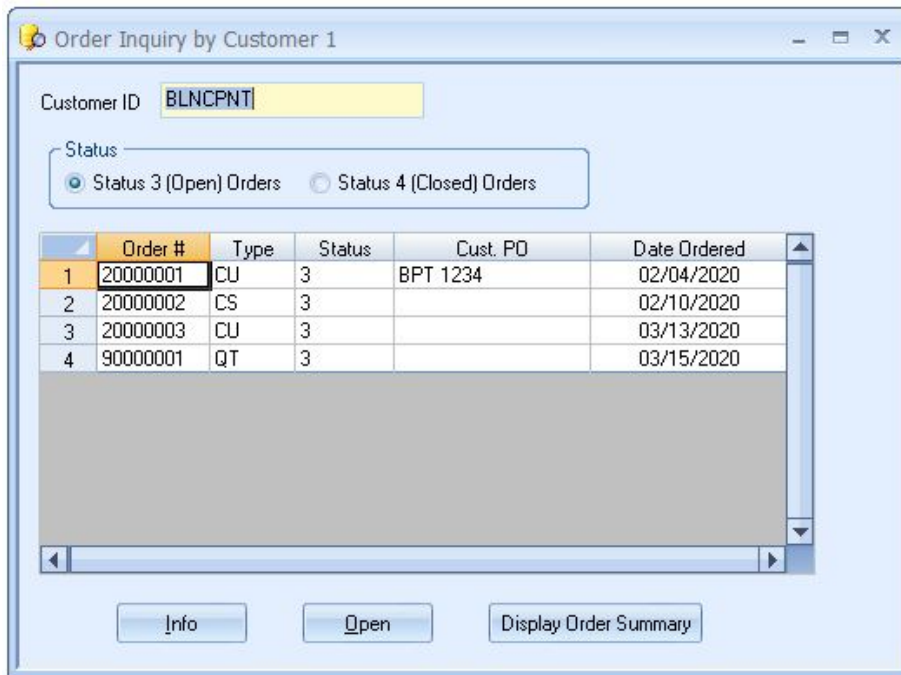 Order Inquiry by Customer 1
Customer ID BLNCPNT
Status
Status 3 (Open) Orders Status 4 (Closed) Orders
Order # Type Status Cust. PO Date Ordered
1 20000001 CU 3 BPT 1234 02/04/2020
2 20000002 CS 3 02/10/2020
3 20000003 CU 3 03/13/2020
4 90000001 QT 3 03/15/2020
Info Open Display Order Summary